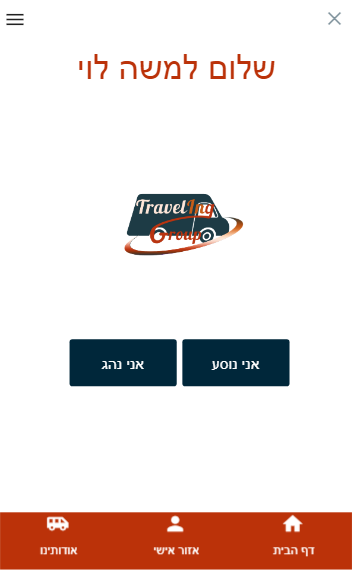 שלום למשה לוי
TravelIng
Group
אני נוסע
אני נהג
דף הבית
אזור אישי
אודותינו